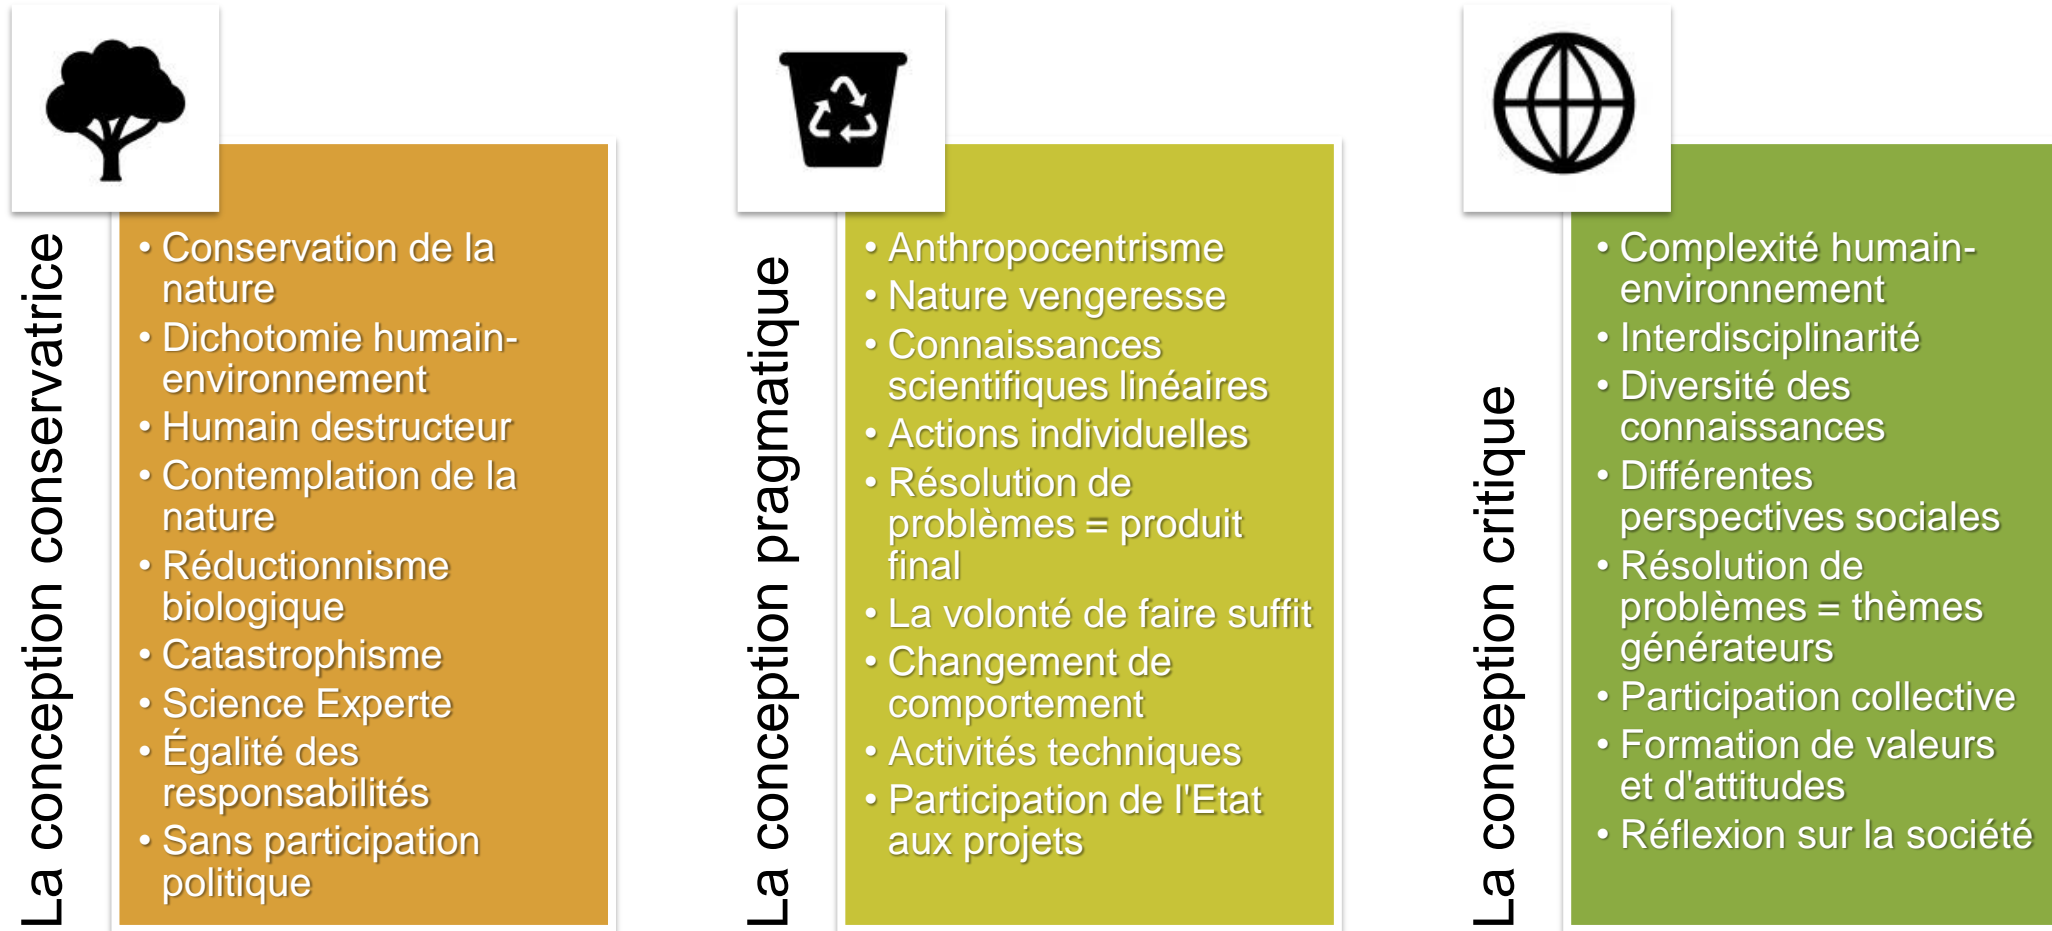 La conception conservatrice
• Conservation de la
nature
• Dichotomie humain-
environnement
• Humain destructeur
• Contemplation de la
nature
• Réductionnisme
biologique
• Catastrophisme
• Science Experte
• Égalité des
responsabilités
• Sans participation
politique
La conception pragmatique
• Anthropocentrisme
• Nature vengeresse
• Connaissances
scientifiques linéaires
• Actions individuelles
• Résolution de
problèmes = produit
final
• La volonté de faire suffit
• Changement de
comportement
• Activités techniques
• Participation de l'Etat
aux projets
La conception critique
• Complexité humain-
environnement
• Interdisciplinarité
• Diversité des
connaissances
• Différentes
perspectives sociales
• Résolution de
problèmes = thèmes
générateurs
• Participation collective
• Formation de valeurs
et d'attitudes
• Réflexion sur la société